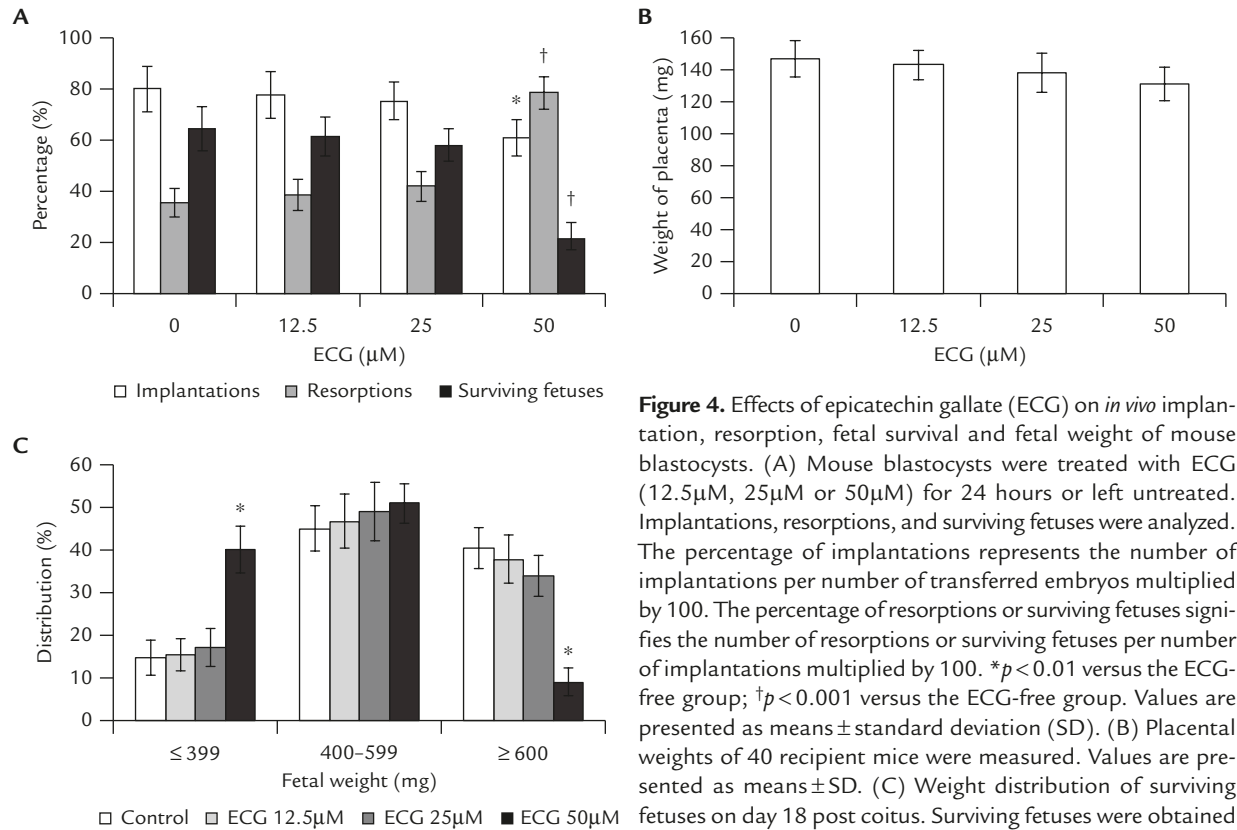 A
100
80
60
40
20
0
Percentage (%)
*
†
†
0 12.5 25 50
ECG (μM)
Implantations Resorptions Surviving fetuses
B
160
140
120
100
80
60
40
20
0
Weight of placenta (mg)
0 12.5 25 50
ECG (μM)
C
60
50
40
30
20
10
0
Distribution (%)
*
*
≤399 400–599 ≥600
Fetal weight (mg)
Control ECG 12.5μM ECG 25μM ECG 50μM
Figure 4. Effects of epicatechin gallate (ECG) on in vivo implan-
tation, resorption, fetal survival and fetal weight of mouse
blastocysts. (A) Mouse blastocysts were treated with ECG
(12.5μM, 25μM or 50μM) for 24 hours or left untreated.
Implantations, resorptions, and surviving fetuses were analyzed.
The percentage of implantations represents the number of
implantations per number of transferred embryos multiplied
by 100. The percentage of resorptions or surviving fetuses signi-
fies the number of resorptions or surviving fetuses per number
of implantations multiplied by 100. *p<0.01 versus the ECG-
free group; †p<0.001 versus the ECG-free group. Values are
presented as means±standard deviation (SD). (B) Placental
weights of 40 recipient mice were measured. Values are pre-
sented as means±SD. (C) Weight distribution of surviving
fetuses on day 18 post coitus. Surviving fetuses were obtained